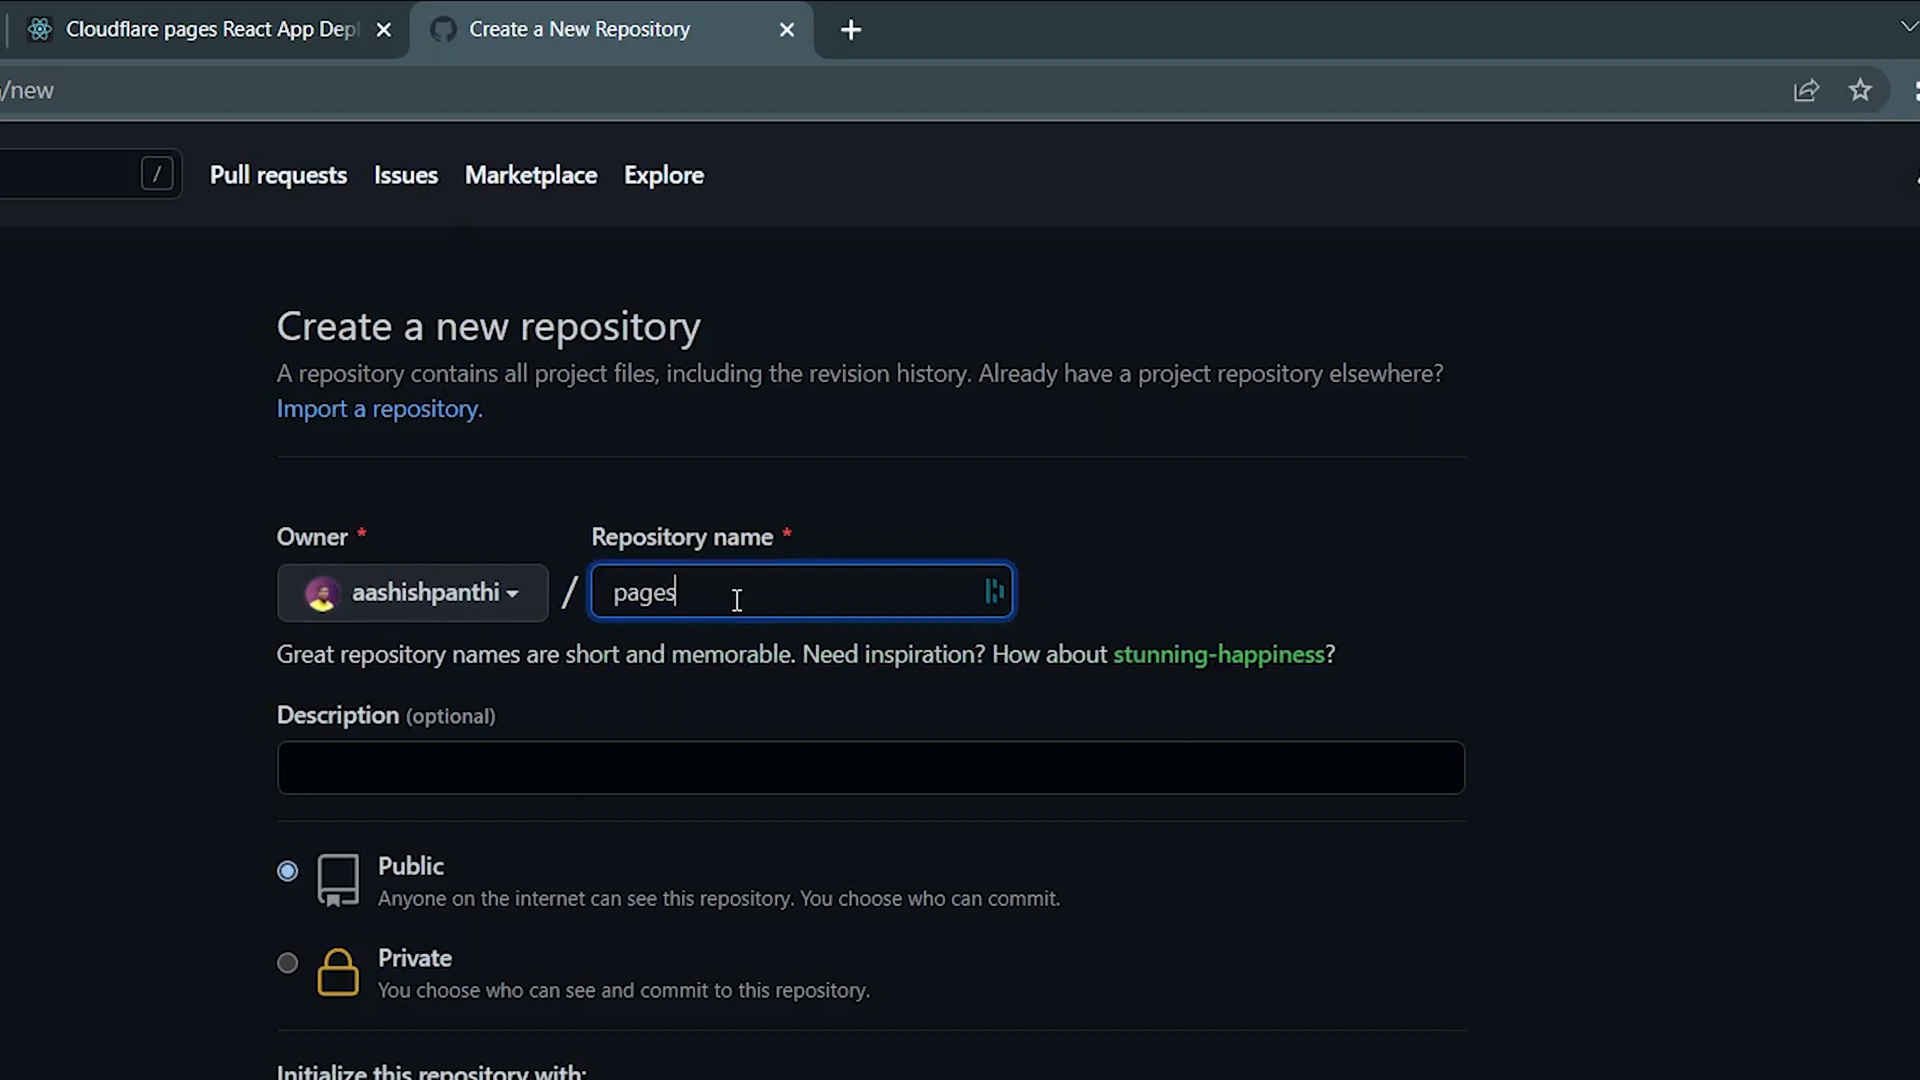 Cloudflare pages React App Depl
Create a New Repository
/new
/ Pull requests Issues Marketplace Explore
Create a new repository
A repository contains all project files, including the revision history. Already have a project repository elsewhere?
Import a repository.
Owner * Repository name *
aashishpanthi / pages
Great repository names are short and memorable. Need inspiration? How about stunning-happiness?
Description (optional)
Public
Anyone on the internet can see this repository. You choose who can commit.
Private
You choose who can see and commit to this repository.
Initialize this repository with: